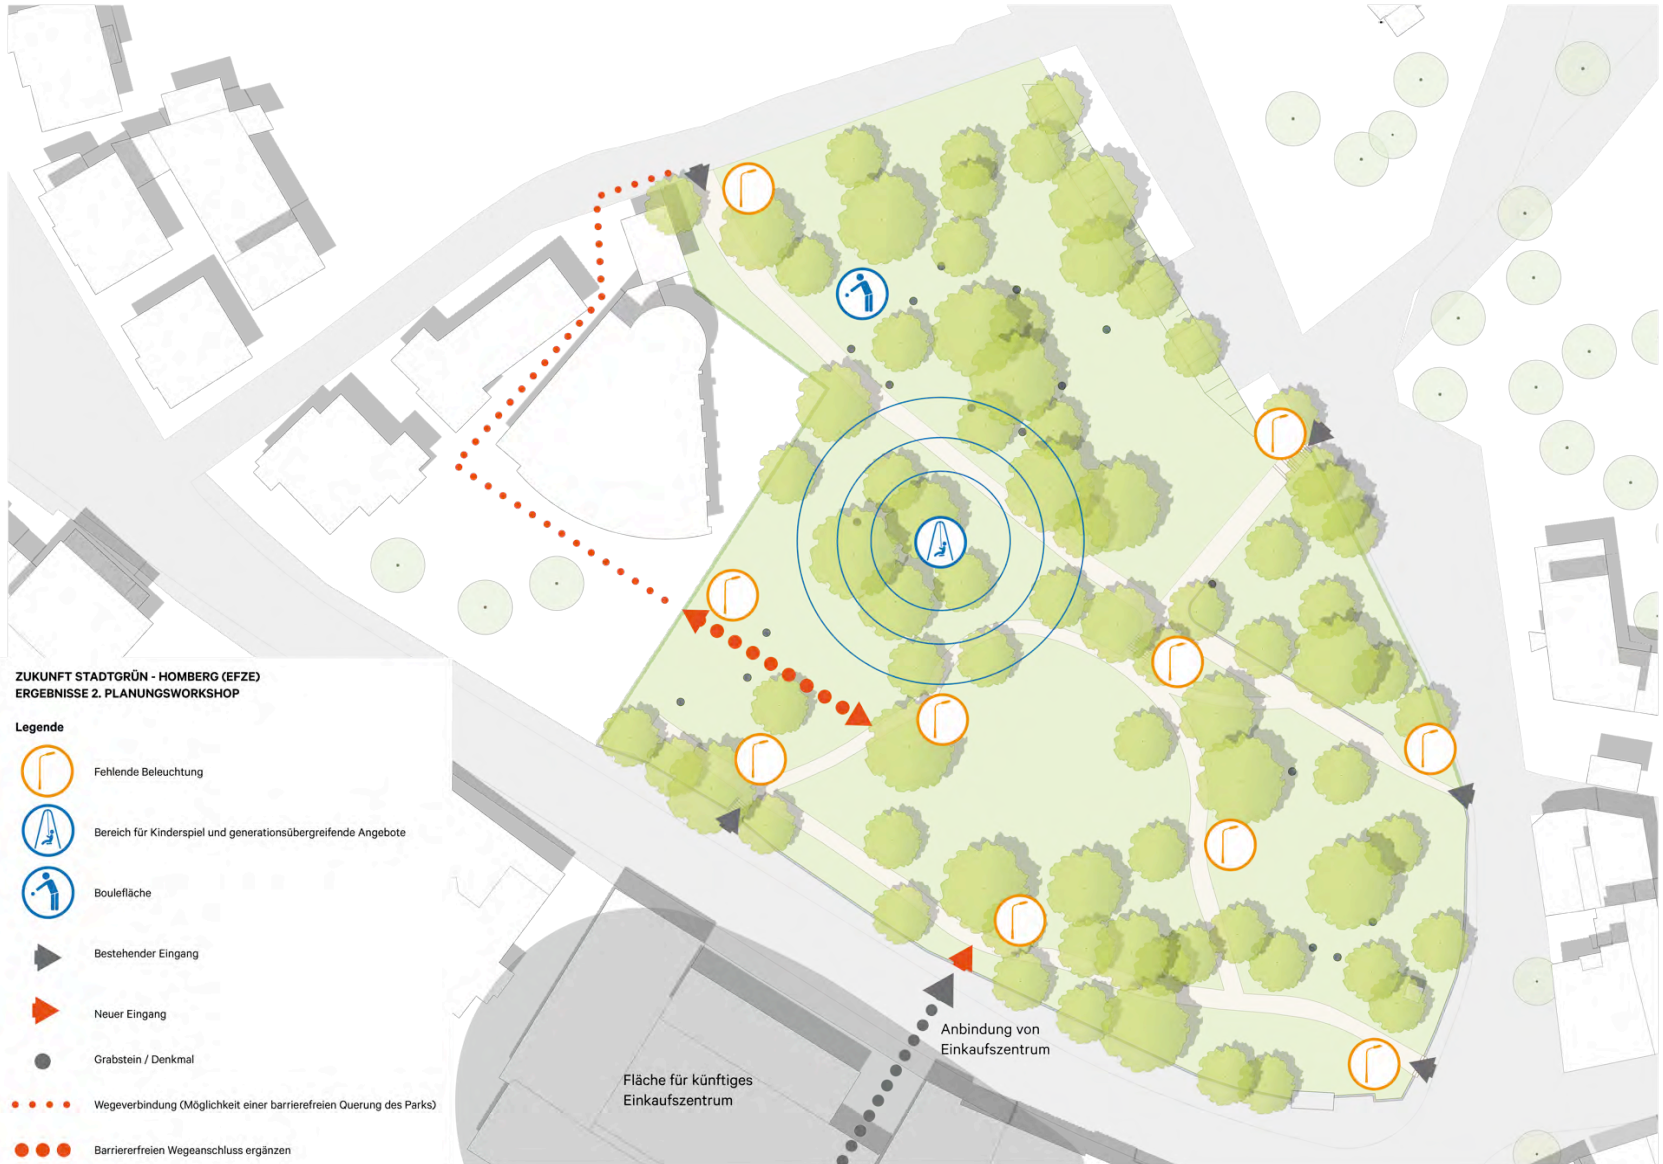 ZUKUNFT STADTGRÜN - HOMBERG (EFZE)
ERGEBNISSE 2. PLANUNGSWORKSHOP
Legende
Fehlende Beleuchtung
Bereich für Kinderspiel und generationsübergreifende Angebote
Boulefläche
Bestehender Eingang
Neuer Eingang
Grabstein / Denkmal
Wegeverbindung (Möglichkeit einer barrierefreien Querung des Parks)
Barriererfreien Wegeanschluss ergänzen
Anbindung von
Einkaufszentrum
Fläche für künftiges
Einkaufszentrum